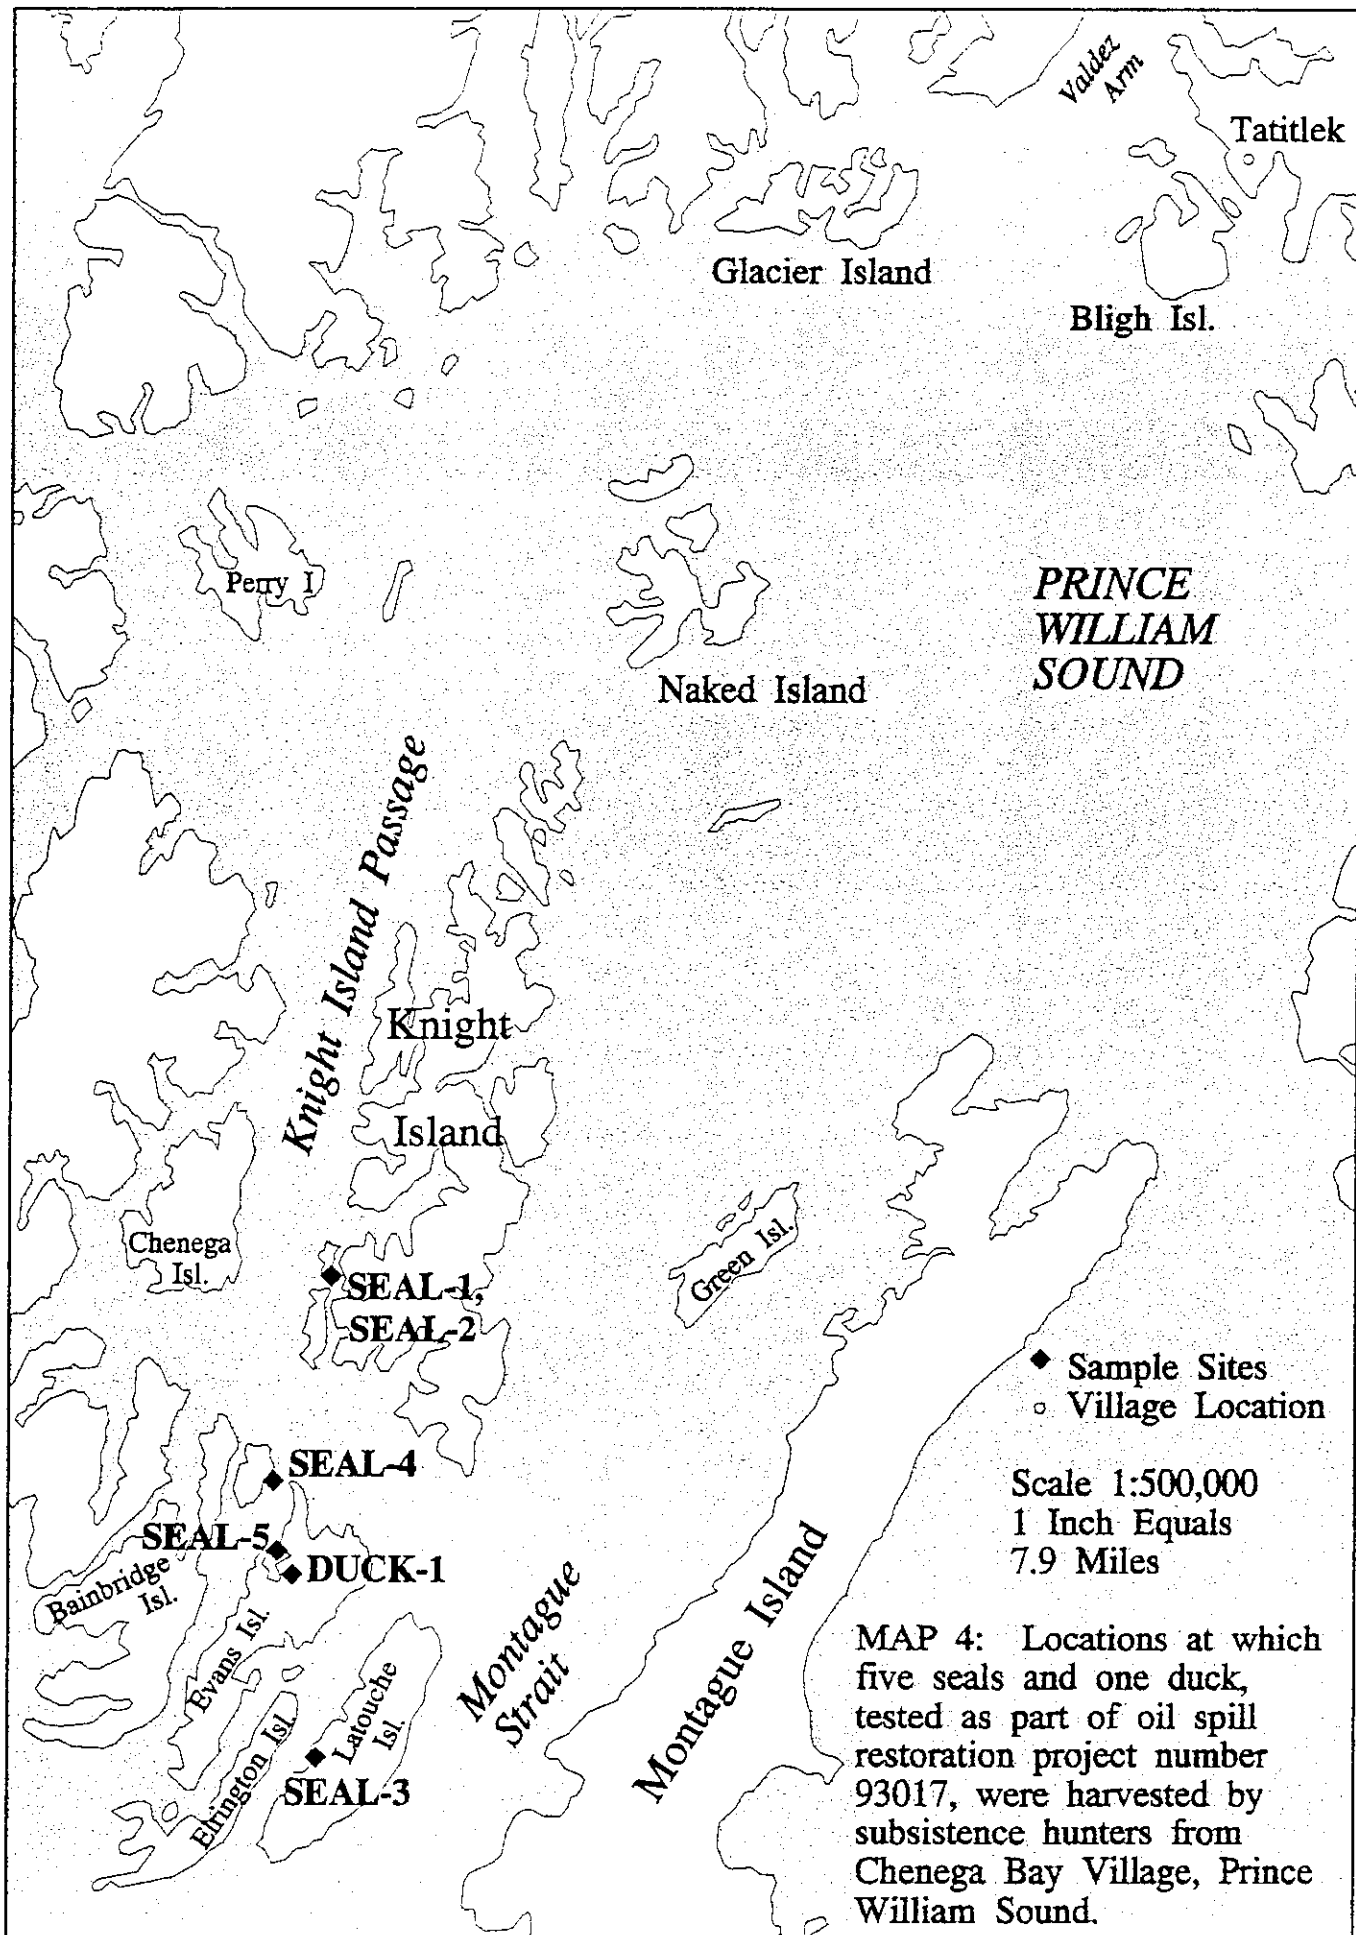 Valdez
Arm
Tatitlek
Glacier Island
Bligh Isl.
Perry I
PRINCE
WILLIAM
SOUND
Naked Island
Knight Island Passage
Knight
Island
Chenega
Isl.
Green Isl.
SEAL-1,
SEAL-2
Sample Sites
Village Location
SEAL-4
Scale 1:500,000
1 Inch Equals
7.9 Miles
SEAL-5
DUCK-1
Bainbridge
Isl.
Evans Isl.
Elrington Isl.
Latouche
Isl.
SEAL-3
Montague
Strait
Montague Island
MAP 4: Locations at which
five seals and one duck,
tested as part of oil spill
restoration project number
93017, were harvested by
subsistence hunters from
Chenega Bay Village, Prince
William Sound.